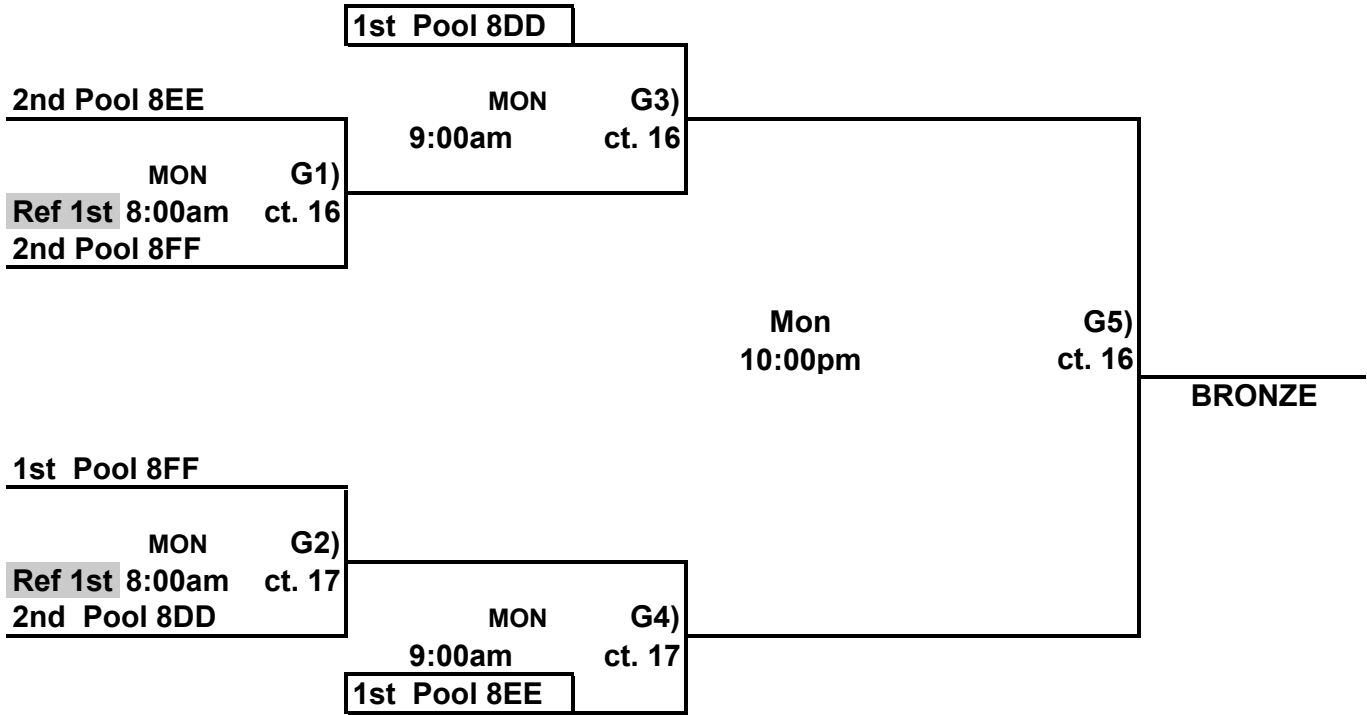 1st  Pool 8DD
2nd Pool 8EE
MON G3)
9:00am ct. 16
MON G1)
Ref 1st 8:00am ct. 16
2nd Pool 8FF
Mon G5)
10:00pm ct. 16
BRONZE
1st  Pool 8FF
MON G2)
Ref 1st 8:00am ct. 17
2nd  Pool 8DD
MON G4)
9:00am ct. 17
1st  Pool 8EE